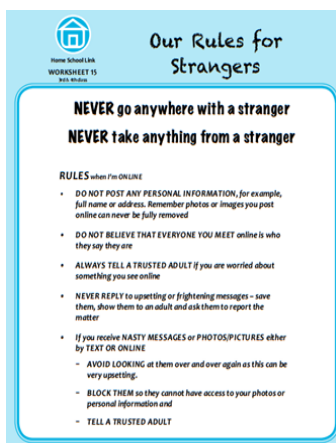 Our Rules for
Strangers
Home School Link
WORKSHEET 15
NEVER go anywhere with a stranger
NEVER take anything from a stranger
RULES when I'm ONLINE
• DO NOT POST ANY PERSONAL INFORMATION, for example,
full name or address. Remember photos or images you post
online can never be fully removed
• DO NOT BELIEVE THAT EVERYONE YOU MEET online is who
they say they are
• ALWAYS TELL A TRUSTED ADULT if you are worried about
something you see online
• NEVER REPLY to upsetting or frightening messages – save
them, show them to an adult and ask them to report the
matter
• If you receive NASTY MESSAGES or PHOTOS/PICTURES either
by TEXT OR ONLINE
– AVOID LOOKING at them over and over again as this can be
very upsetting.
– BLOCK THEM so they cannot have access to your photos or
personal information and
– TELL A TRUSTED ADULT